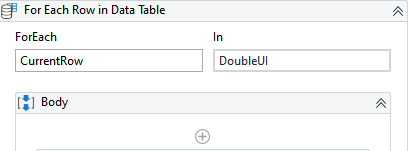 For Each Row in Data Table
ForEach In
CurrentRow DoubleUI
Body